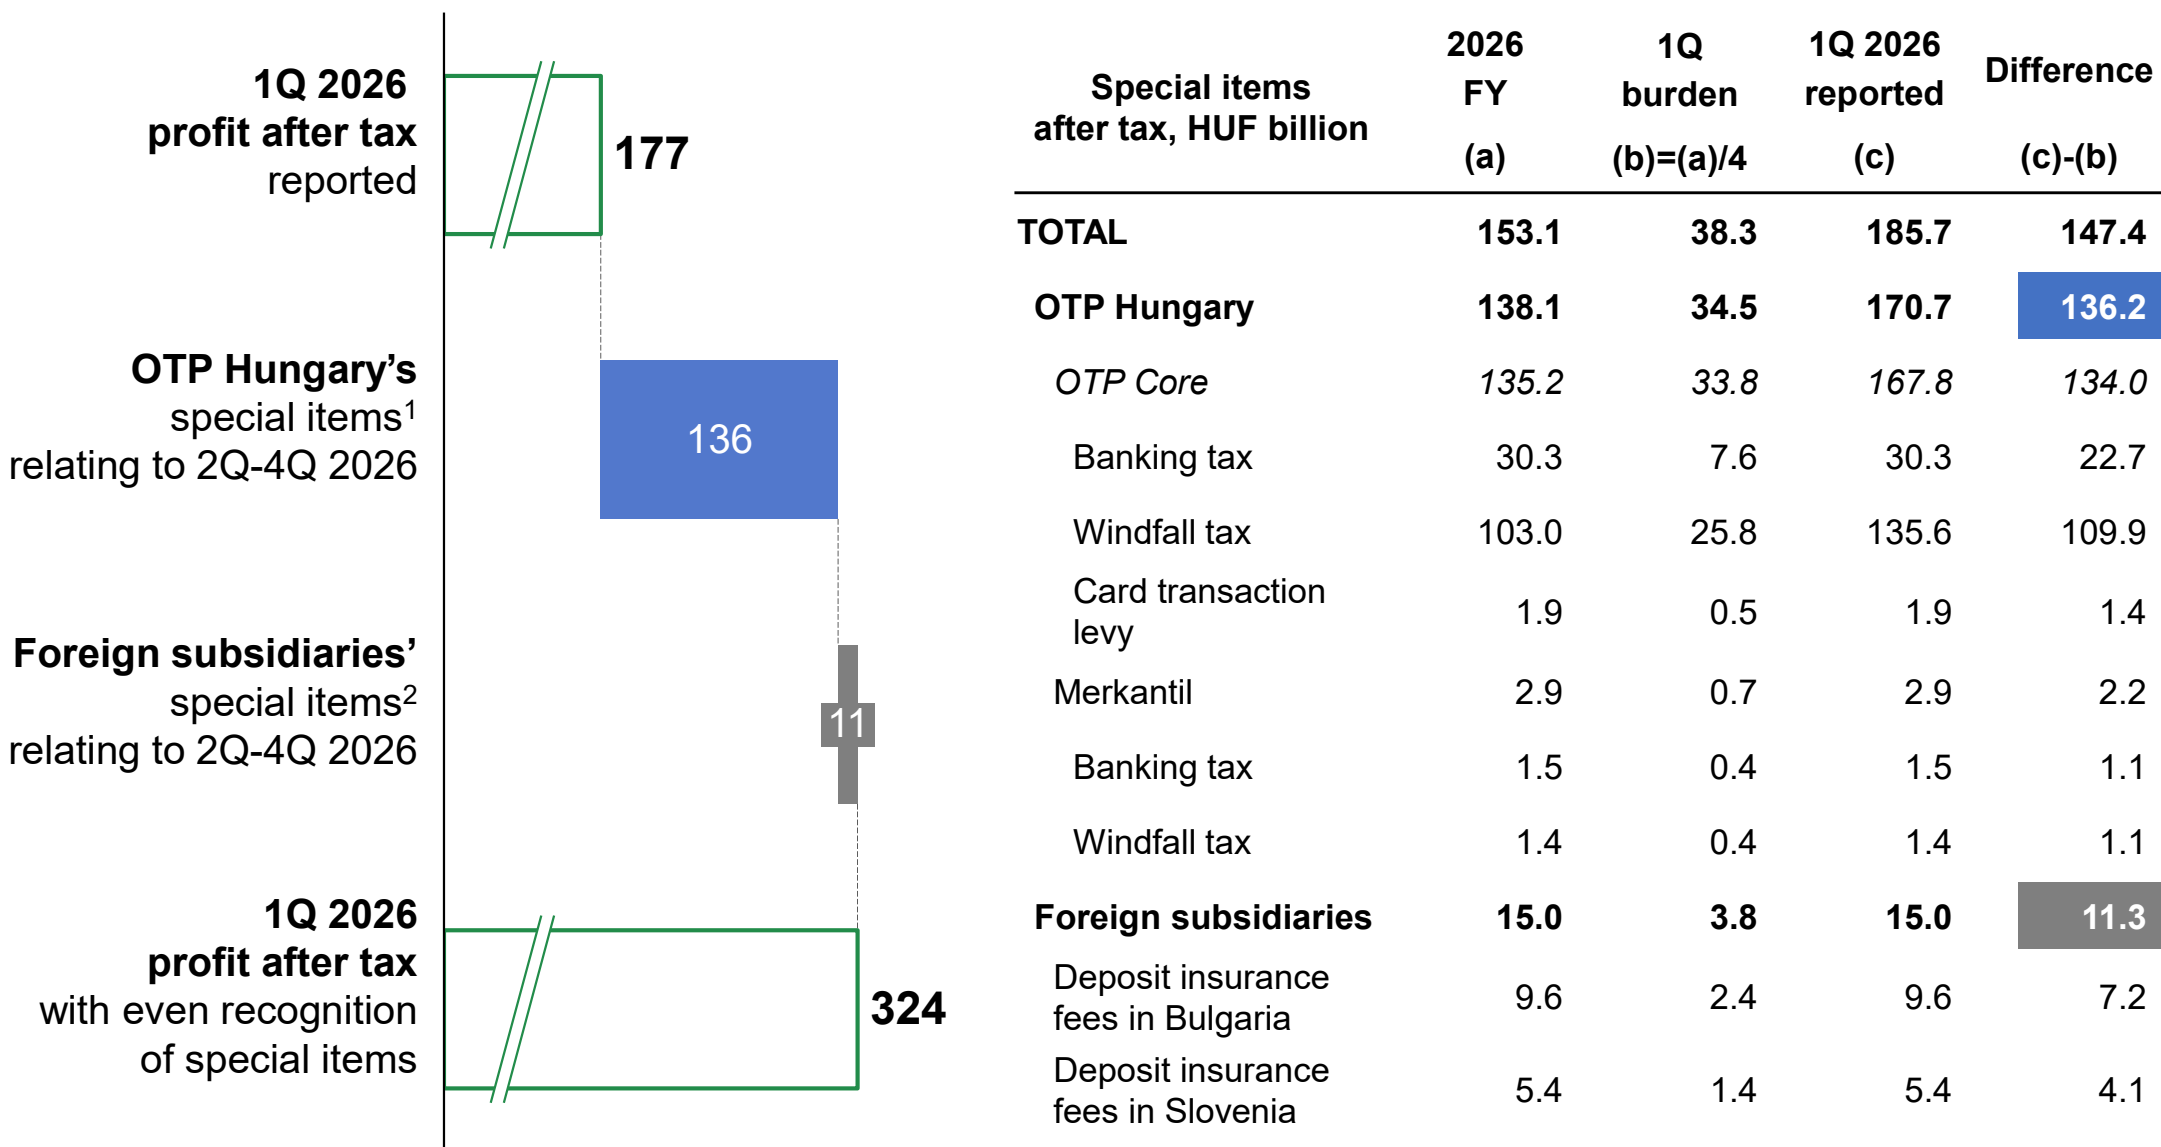 1Q 2026
profit after tax
reported
177
OTP Hungary’s
special items1
relating to 2Q-4Q 2026
136
Foreign subsidiaries’
special items2
relating to 2Q-4Q 2026
11
1Q 2026
profit after tax
with even recognition
of special items
324
Special items
after tax, HUF billion
2026
FY
(a)
1Q
burden
(b)=(a)/4
1Q 2026
reported
(c)
Difference
(c)-(b)
TOTAL 153.1 38.3 185.7 147.4
OTP Hungary 138.1 34.5 170.7 136.2
OTP Core 135.2 33.8 167.8 134.0
Banking tax 30.3 7.6 30.3 22.7
Windfall tax 103.0 25.8 135.6 109.9
Card transaction
levy 1.9 0.5 1.9 1.4
Merkantil 2.9 0.7 2.9 2.2
Banking tax 1.5 0.4 1.5 1.1
Windfall tax 1.4 0.4 1.4 1.1
Foreign subsidiaries 15.0 3.8 15.0 11.3
Deposit insurance
fees in Bulgaria 9.6 2.4 9.6 7.2
Deposit insurance
fees in Slovenia 5.4 1.4 5.4 4.1